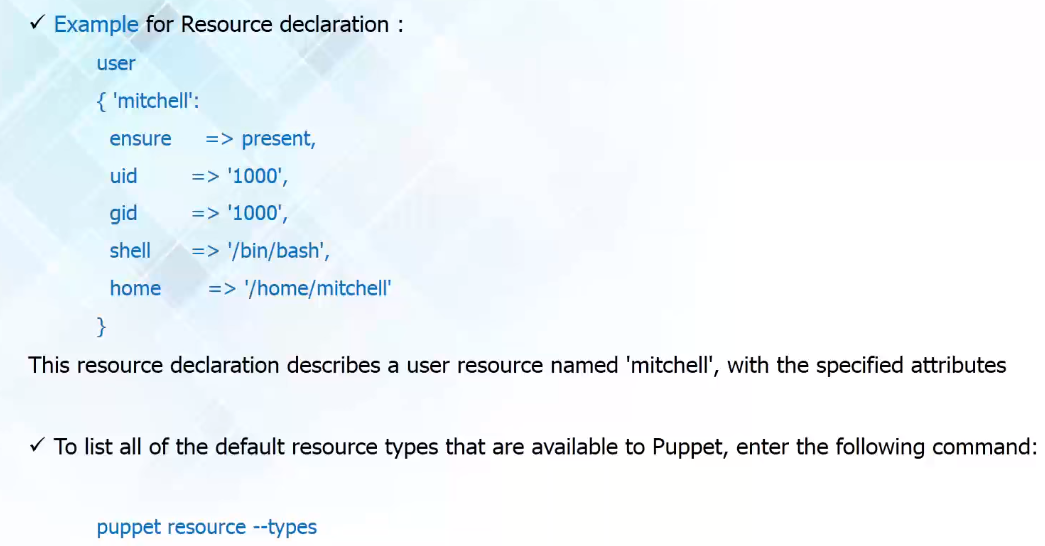 ✓ Example for Resource declaration :
user
{ 'mitchell':
ensure => present,
uid => '1000',
gid => '1000',
shell => '/bin/bash',
home => '/home/mitchell'
}
This resource declaration describes a user resource named 'mitchell', with the specified attributes
✓ To list all of the default resource types that are available to Puppet, enter the following command:
puppet resource --types